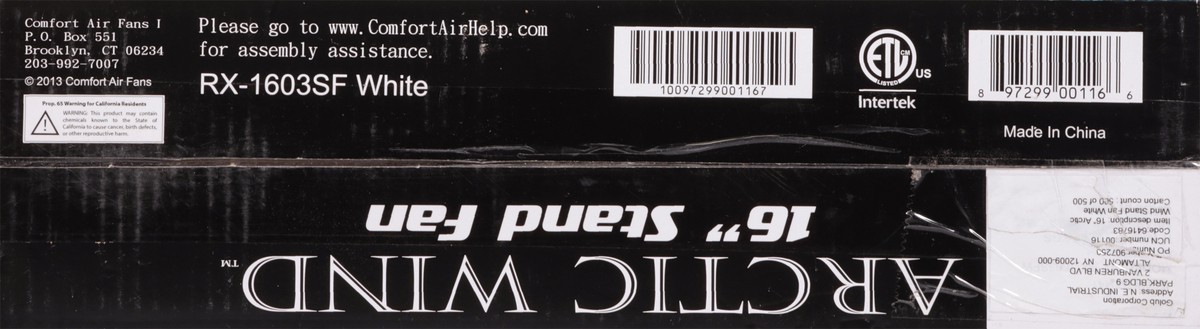 Comfort Air Fans I
P.O. Box 551
Brooklyn, CT 06234
203-992-7007
© 2013 Comfort Air Fans
Prop. 65 Warning for California Residents
WARNING: This product may contain
chemicals known to the State of
California to cause cancer, birth defects,
or other reproductive harm.
Please go to www.ComfortAirHelp.com
for assembly assistance.
RX-1603SF White
10097299001167
ETL CM
LISTED
US
Intertek
8 97299 00116 6
Made In China
ARCTIC WIND™
16" Stand Fan
Golub Corporation
Address N.E. INDUSTRIAL
PARK,BLDG 9
2 VANBUREN BLVD
ALTAMONT NY 12009-000
PO Number 907253
UCN number 00116
Code 6416783
Item description 16" Arctic
Wind Stand Fan White
Carton count 500 of 500